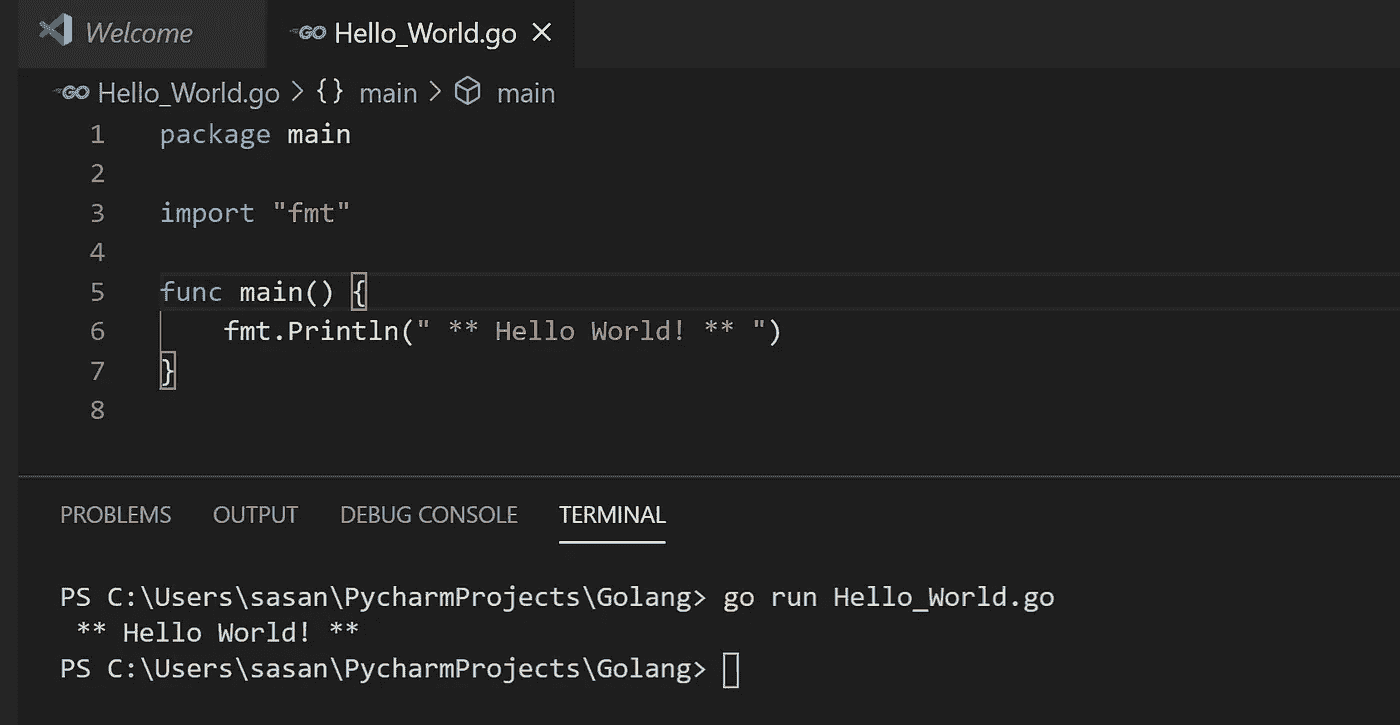 Welcome GO Hello_World.go
GO Hello_World.go > {} main > main
1 package main
2
3 import "fmt"
4
5 func main() {
6     fmt.Println(" ** Hello World! ** ")
7 }
8
PROBLEMS OUTPUT DEBUG CONSOLE TERMINAL
PS C:\Users\sasan\PycharmProjects\Golang> go run Hello_World.go
 ** Hello World! **
PS C:\Users\sasan\PycharmProjects\Golang>